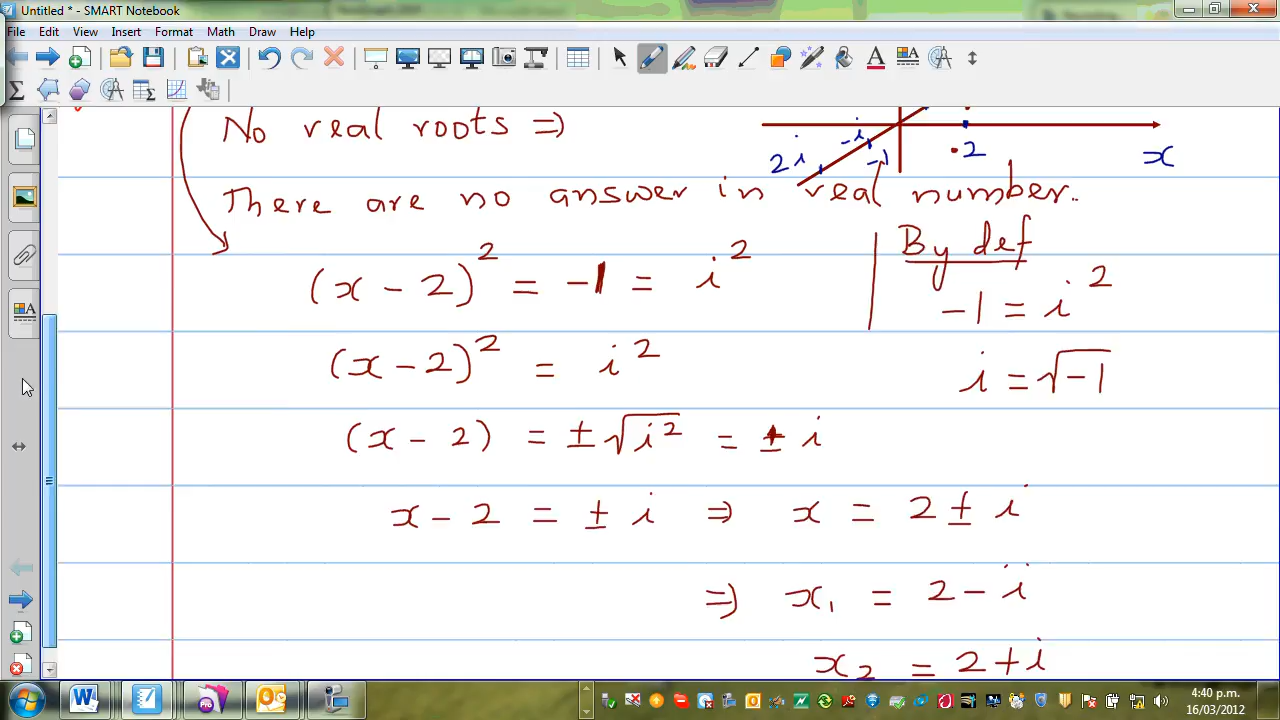 Untitled * - SMART Notebook
File Edit View Insert Format Math Draw Help
No real roots ⇒
-i
2i
-1
2
x
There are no answer in real number.
(x - 2)² = -1 = i²
By def
-1 = i²
(x - 2)² = i²
i = √-1
(x - 2) = ± √i² = ± i
x - 2 = ± i ⇒ x = 2 ± i
⇒ x₁ = 2 - i
x₂ = 2 + i
4:40 p.m.
16/03/2012